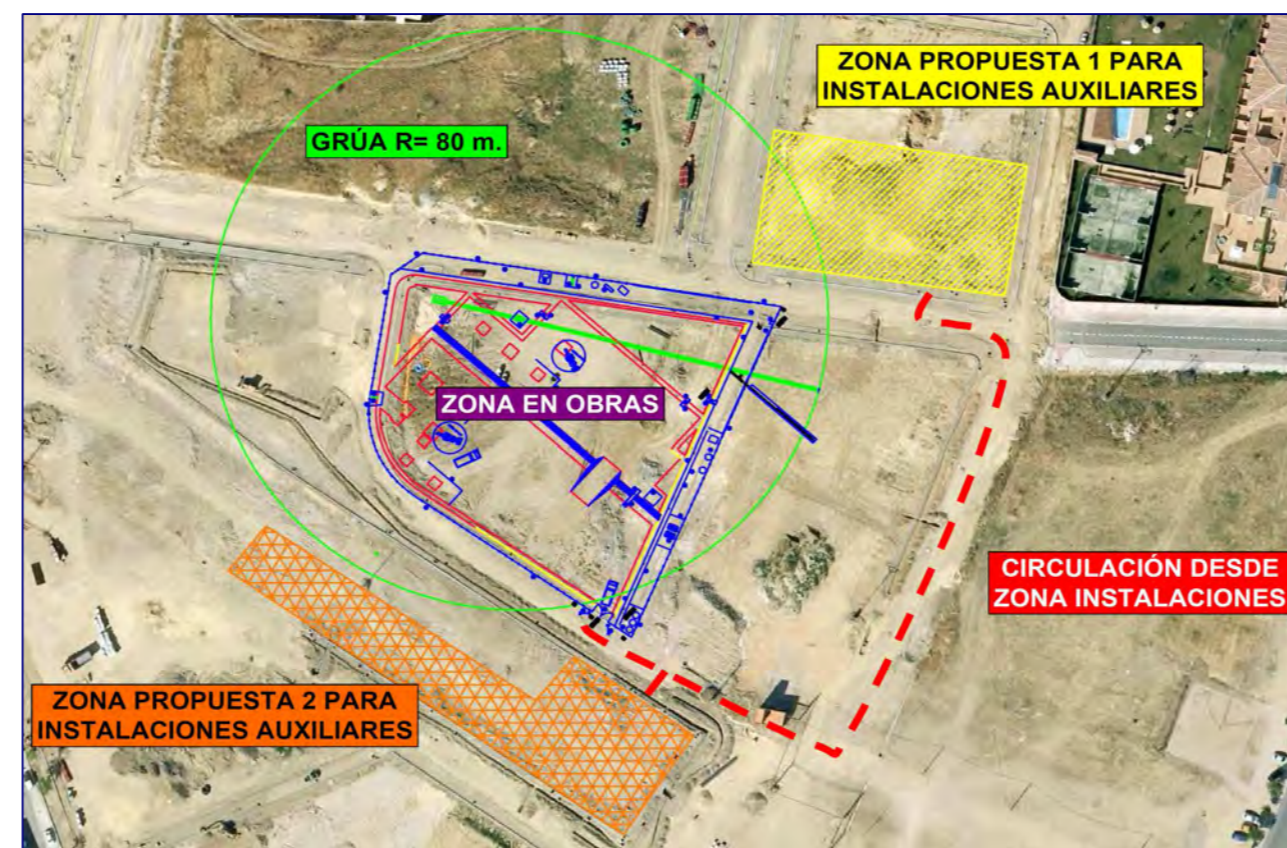 ZONA PROPUESTA 1 PARA
INSTALACIONES AUXILIARES
GRÚA R= 80 m.
ZONA EN OBRAS
CIRCULACIÓN DESDE
ZONA INSTALACIONES
ZONA PROPUESTA 2 PARA
INSTALACIONES AUXILIARES